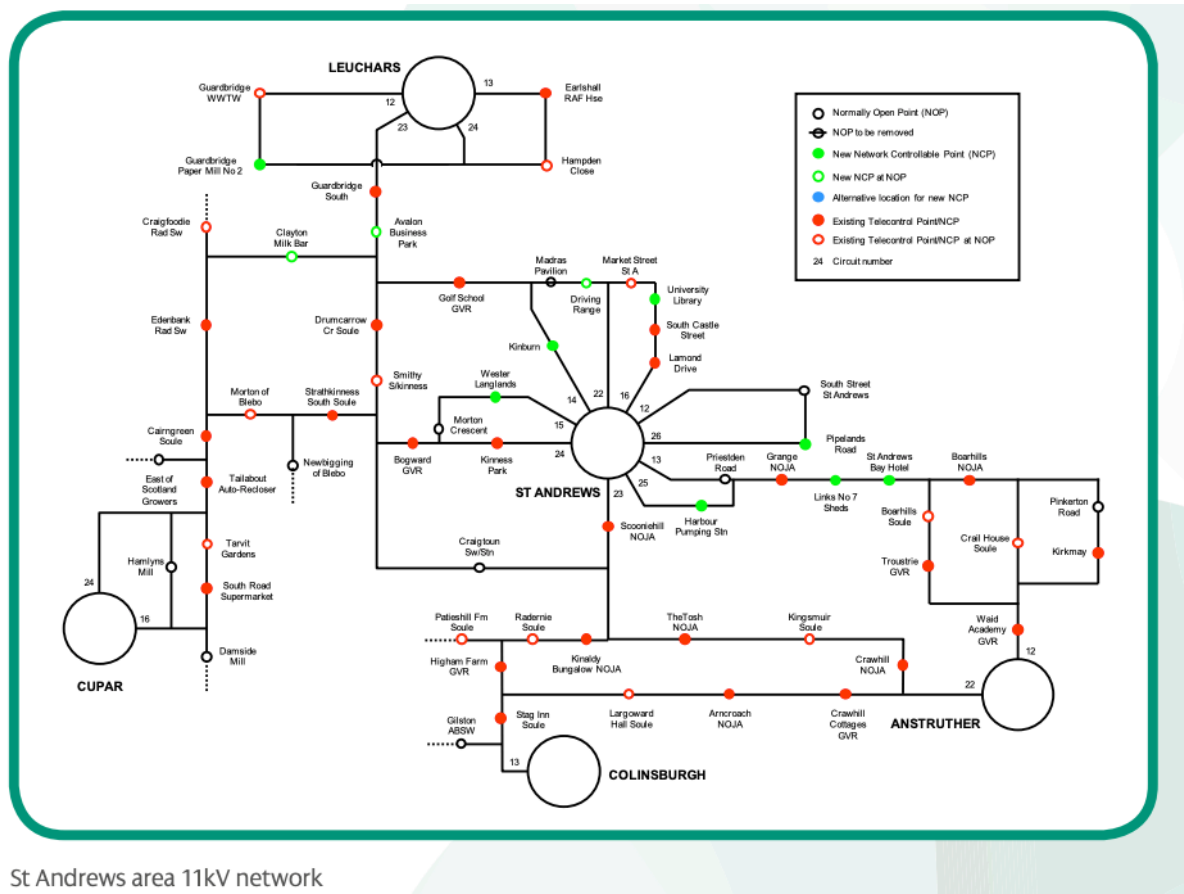 LEUCHARS
13
12
23
24
Guardbridge
WWTW
Earlshall
RAF Hse
Guardbridge
Paper Mill No 2
Hampden
Close
Guardbridge
South
Normally Open Point (NOP)
NOP to be removed
New Network Controllable Point (NCP)
New NCP at NOP
Alternative location for new NCP
Existing Telecontrol Point/NCP
Existing Telecontrol Point/NCP at NOP
24 Circuit number
Craigfoodie
Rad Sw
Clayton
Milk Bar
Avalon
Business
Park
Madras
Pavilion
Market Street
St A
Golf School
GVR
Driving
Range
University
Library
Edenbank
Rad Sw
Drumcarrow
Cr Soule
South Castle
Street
Kinburn
Lamond
Drive
Wester
Langlands
Smithy
S/kinness
South Street
St Andrews
Morton of
Blebo
Strathkinness
South Soule
14
22
16
12
Morton
Crescent
15
26
24
Cairngreen
Soule
Bogward
GVR
Kinness
Park
Pipelands
Road
East of
Scotland
Growers
Tailabout
Auto-Recloser
Newbigging
of Blebo
ST ANDREWS
13
25
23
Priestden
Road
Grange
NOJA
St Andrews
Bay Hotel
Boarhills
NOJA
Links No 7
Sheds
Harbour
Pumping Stn
Scooniehill
NOJA
Boarhills
Soule
Pinkerton
Road
Crail House
Soule
Kirkmay
Craigtoun
Sw/Stn
Troustrie
GVR
Hamlyns
Mill
Tarvit
Gardens
24
South Road
Supermarket
16
CUPAR
Damside
Mill
Patieshill Fm
Soule
Radernie
Soule
TheTosh
NOJA
Kingsmuir
Soule
Waid
Academy
GVR
12
Higham Farm
GVR
Kinaldy
Bungalow NOJA
Crawhill
NOJA
22
ANSTRUTHER
Gilston
ABSW
Stag Inn
Soule
Largoward
Hall Soule
Arncroach
NOJA
Crawhill
Cottages
GVR
13
COLINSBURGH
St Andrews area 11kV network